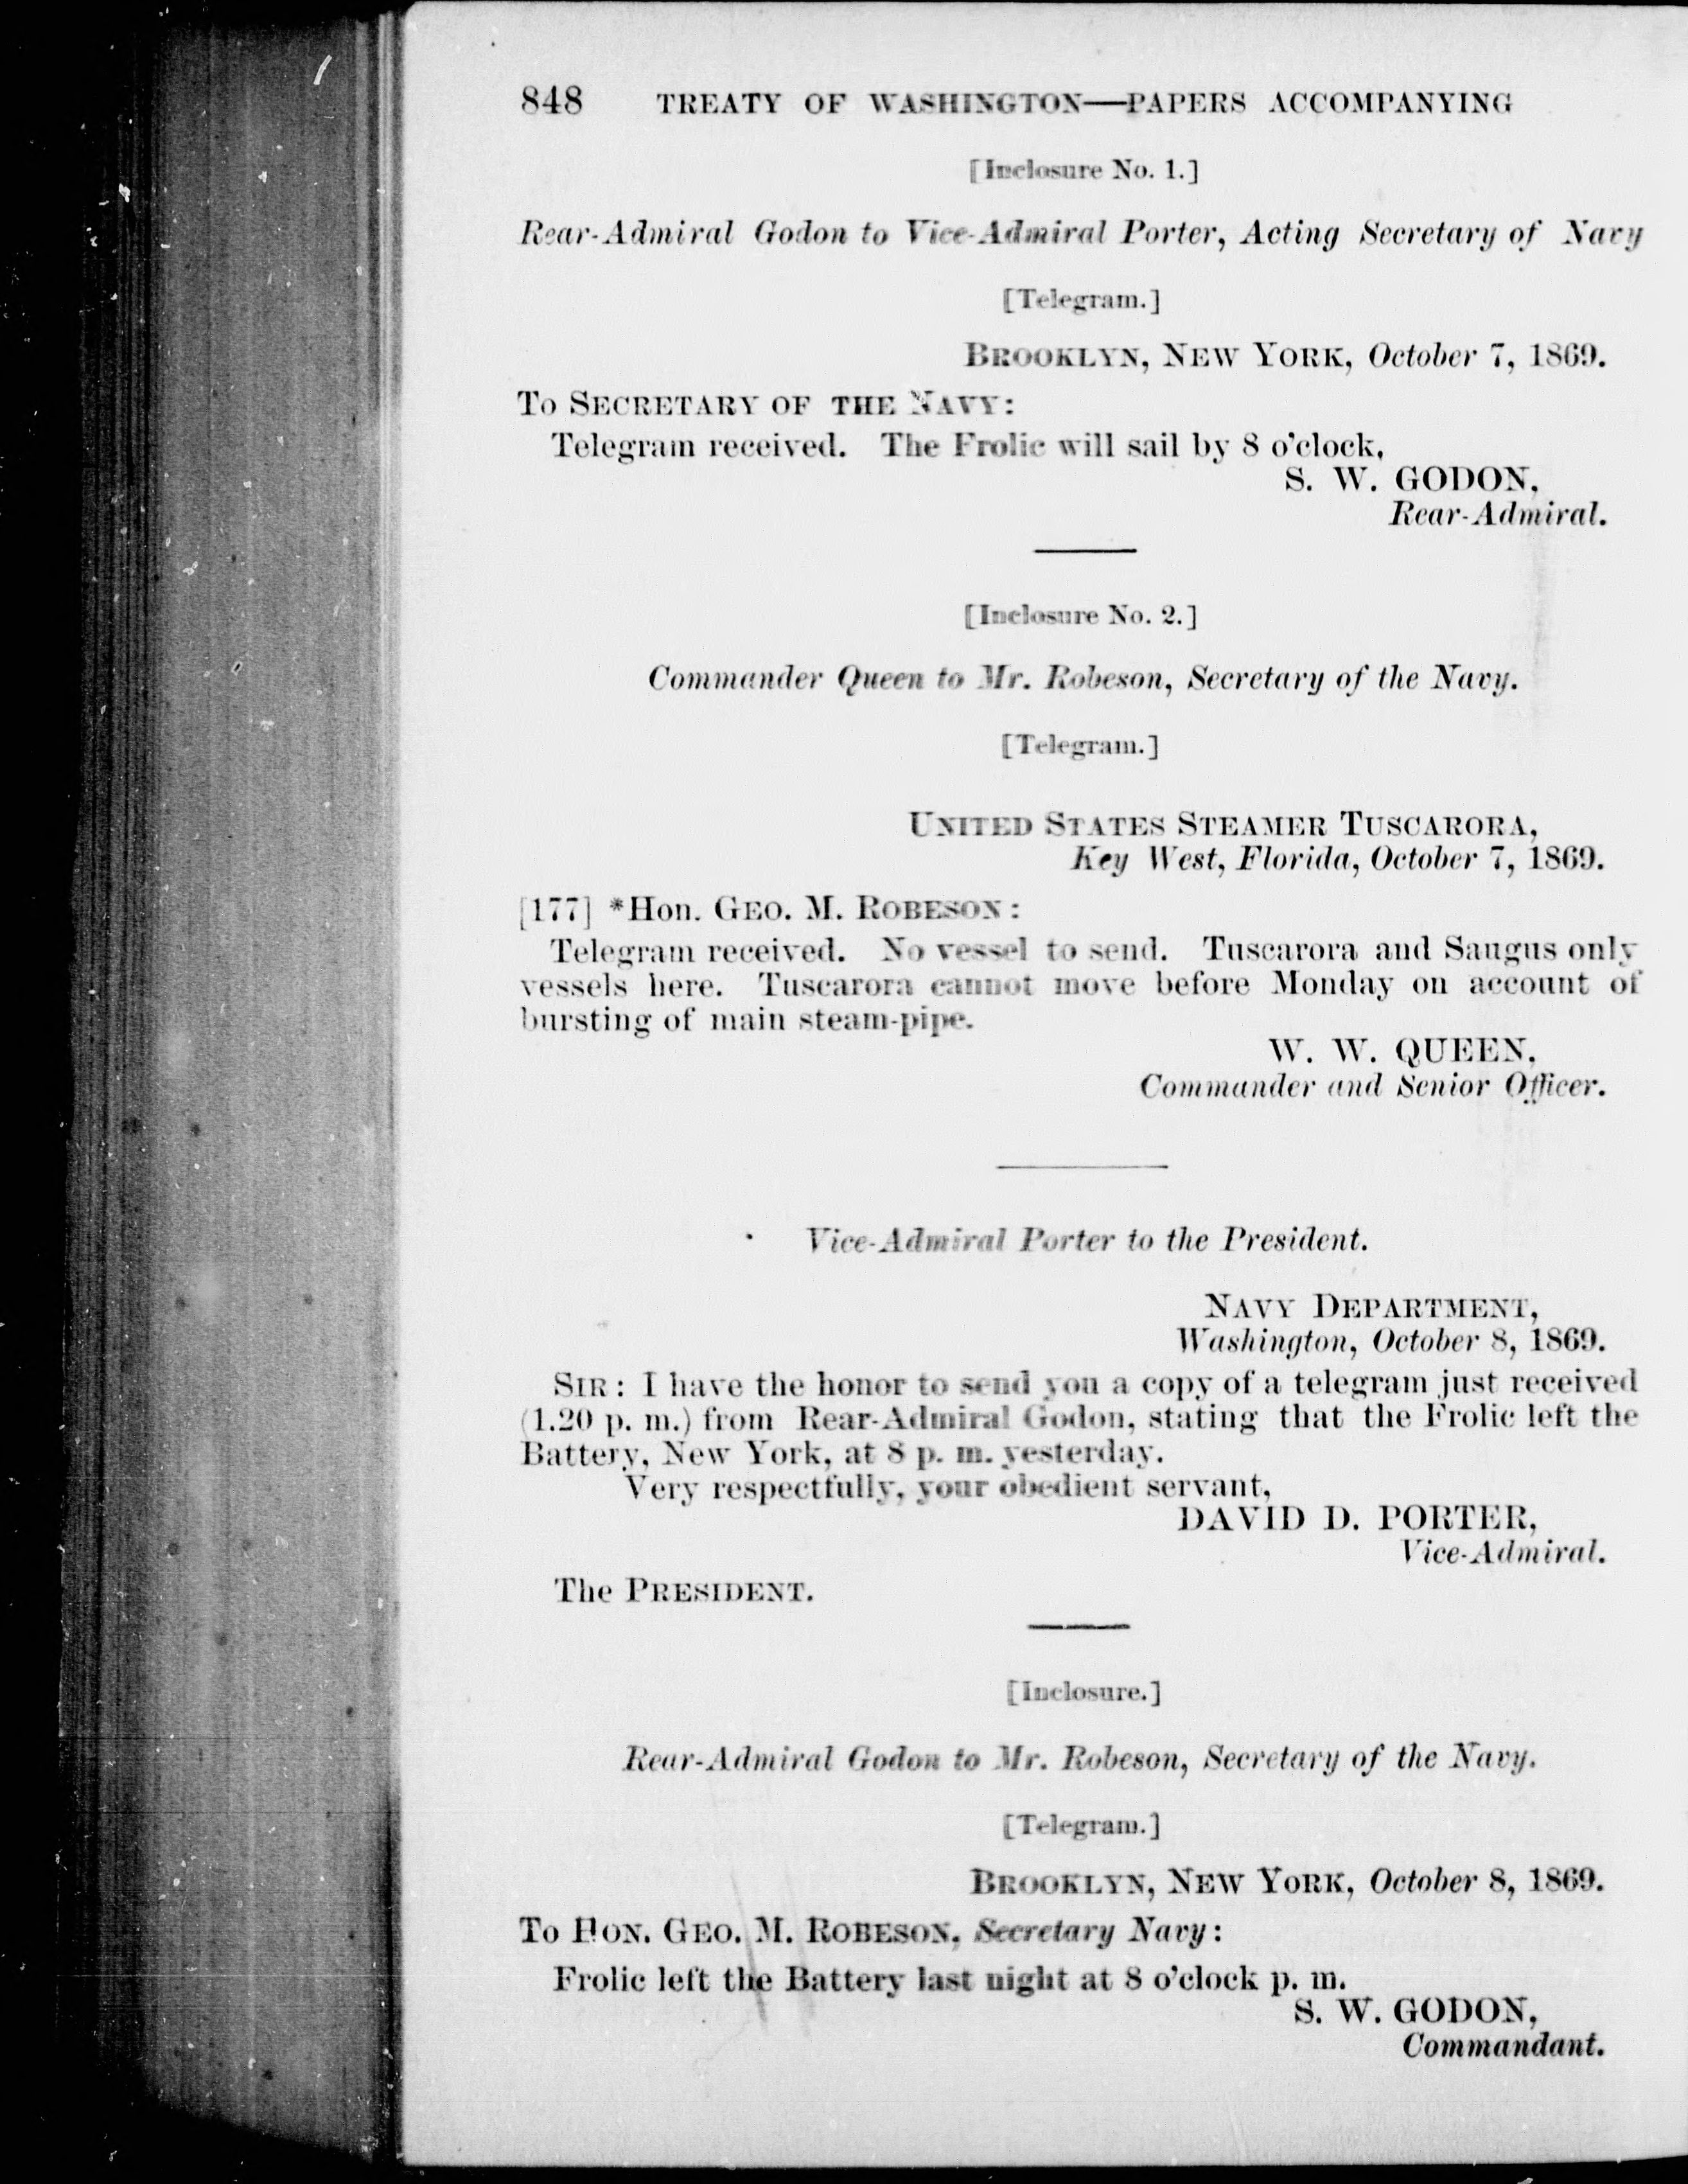 848 TREATY OF WASHINGTON—PAPERS ACCOMPANYING
[Inclosure No. 1.]
Rear-Admiral Godon to Vice-Admiral Porter, Acting Secretary of Navy
[Telegram.]
BROOKLYN, NEW YORK, October 7, 1869.
To SECRETARY OF THE NAVY:
Telegram received. The Frolic will sail by 8 o'clock,
S. W. GODON,
Rear-Admiral.
[Inclosure No. 2.]
Commander Queen to Mr. Robeson, Secretary of the Navy.
[Telegram.]
UNITED STATES STEAMER TUSCARORA,
Key West, Florida, October 7, 1869.
[177] *Hon. GEO. M. ROBESON:
Telegram received. No vessel to send. Tuscarora and Saugus only
vessels here. Tuscarora cannot move before Monday on account of
bursting of main steam-pipe.
W. W. QUEEN,
Commander and Senior Officer.
Vice-Admiral Porter to the President.
NAVY DEPARTMENT,
Washington, October 8, 1869.
SIR: I have the honor to send you a copy of a telegram just received
(1.20 p. m.) from Rear-Admiral Godon, stating that the Frolic left the
Battery, New York, at 8 p. m. yesterday.
Very respectfully, your obedient servant,
DAVID D. PORTER,
Vice-Admiral.
The PRESIDENT.
[Inclosure.]
Rear-Admiral Godon to Mr. Robeson, Secretary of the Navy.
[Telegram.]
BROOKLYN, NEW YORK, October 8, 1869.
To HON. GEO. M. ROBESON, Secretary Navy:
Frolic left the Battery last night at 8 o'clock p. m.
S. W. GODON,
Commandant.